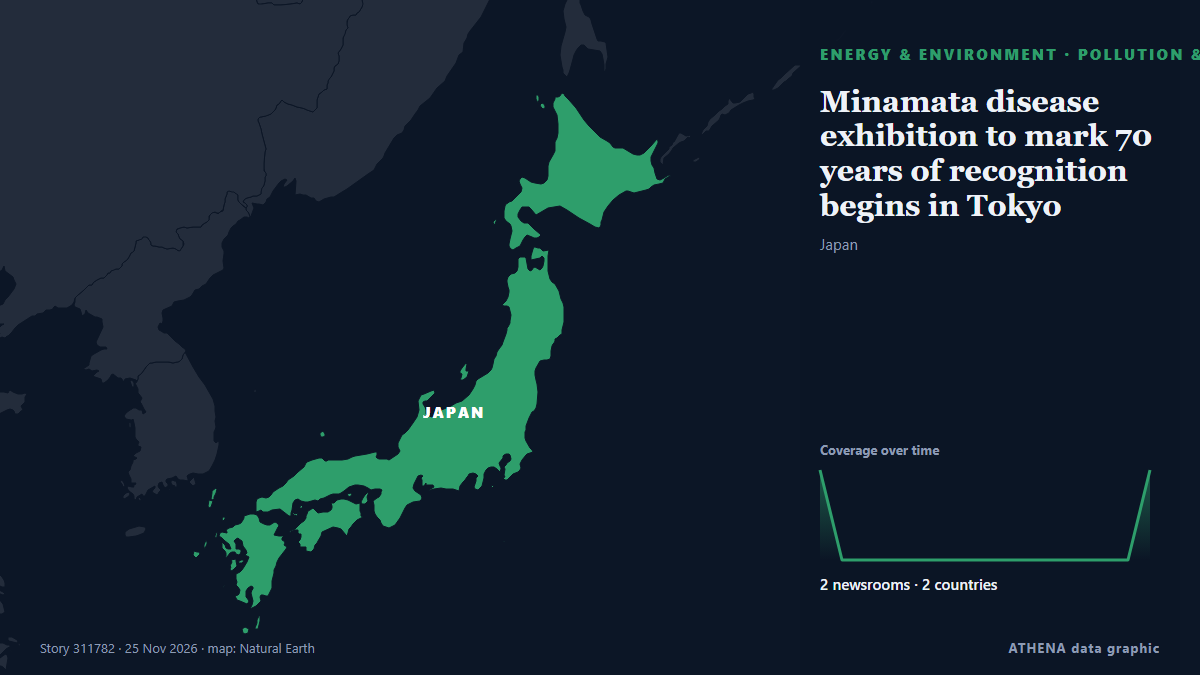 ENERGY & ENVIRONMENT · POLLUTION &
Minamata disease
exhibition to mark 70
years of recognition
begins in Tokyo
Japan
JAPAN
Coverage over time
2 newsrooms · 2 countries
Story 311782 · 25 Nov 2026 · map: Natural Earth
ATHENA data graphic